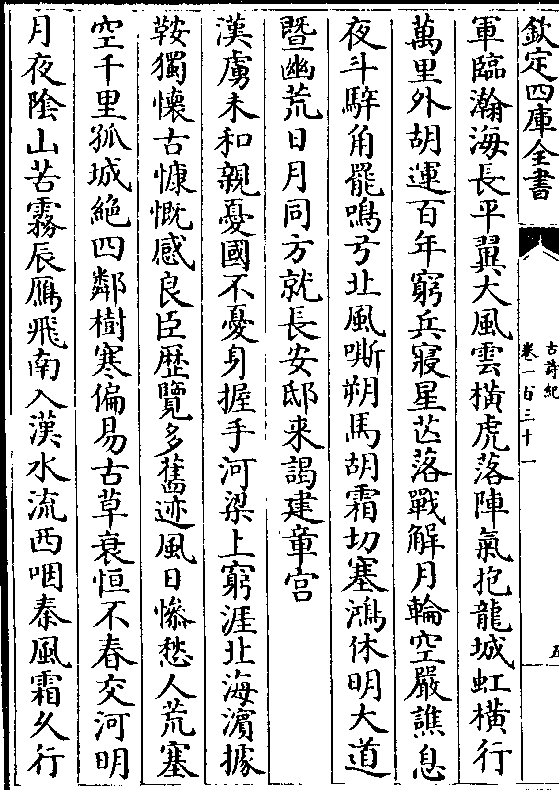 欽定四庫全書
古詩紀
卷一百三十一
五
軍臨瀚海長平翼大風雲橫虎落陣氣抱龍城虹橫行
萬里外胡運百年窮兵寢星芒落戰解月輪空嚴譙息
夜斗騂角罷鳴弓北風嘶朔馬胡霜切塞鴻休明大道
暨幽荒日月同方就長安邸来謁建章宫
漢虜未和親憂國不憂身握手河梁上窮涯北海濵據
鞍獨懷古慷慨感良臣歴覽多舊迹風日慘愁人荒塞
空千里孤城絶四鄰樹寒偏易古草衰恒不春交河明
月夜陰山苦霧辰鴈飛南入漢水流西咽秦風霜久行